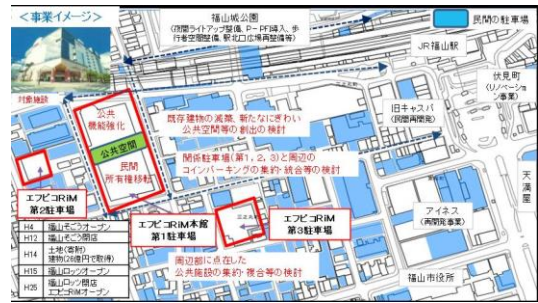 ＜事業イメージ＞
対象施設
福山城公園
（夜間ライトアップ整備、P－PFI導入、歩
行者空間整備、駅北口広場再整備等）
民間の駐車場
JR福山駅
伏見町
（リノベーショ
ン事業）
旧キャスパ
（民間再開発）
天満屋
アイネス
（再開発事業）
福山市役所
公共
機能強化
公共空間
民間
所有権移転
既存建物の減築、新たなにぎわい
公共空間等の創出の検討
関係駐車場（第1，2，3）と周辺の
コインパーキングの集約・統合等の検討
エフピコRiM
第2駐車場
エフピコRiM本館
第1駐車場
エフピコRiM
第3駐車場
周辺部に点在した
公共施設の集約・複合等の検討
H4 福山そごうオープン
H12 福山そごう閉店
H14 土地（寄附）
建物（26億円で取得）
H15 福山ロッツオープン
H25 福山ロッツ閉店
エフピコRiMオープン